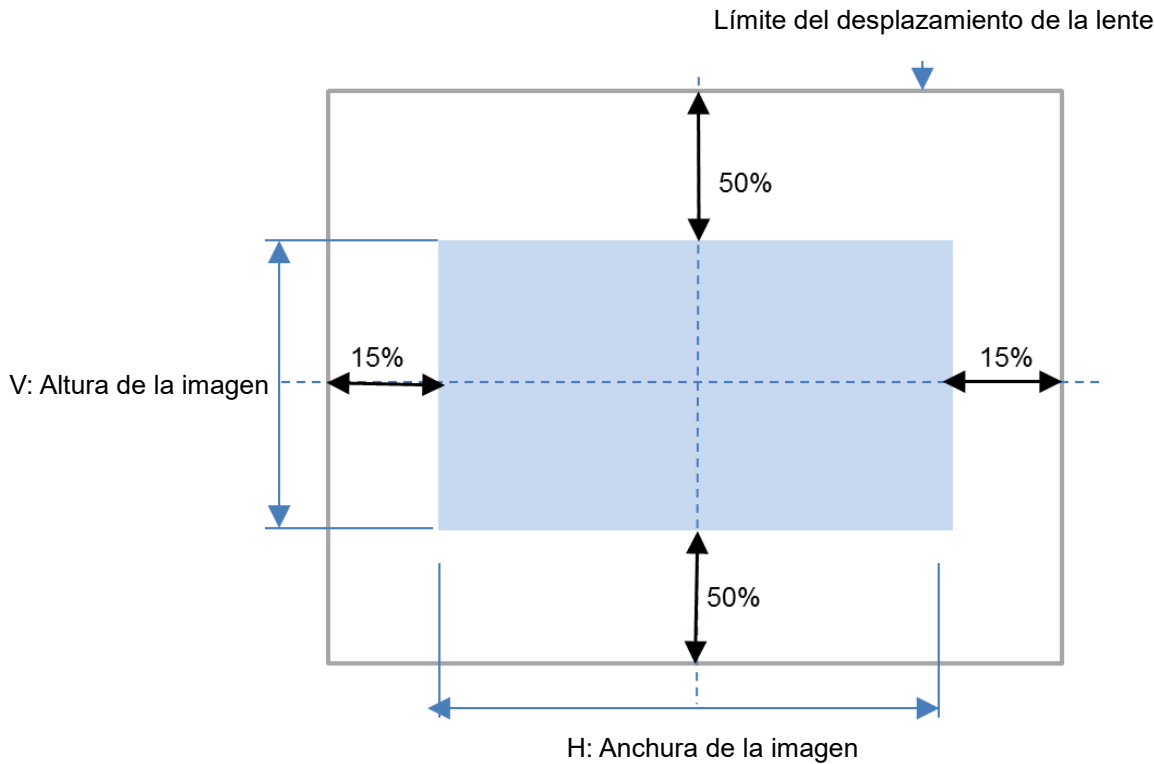 Límite del desplazamiento de la lente
50%
15%
15%
V: Altura de la imagen
50%
H: Anchura de la imagen